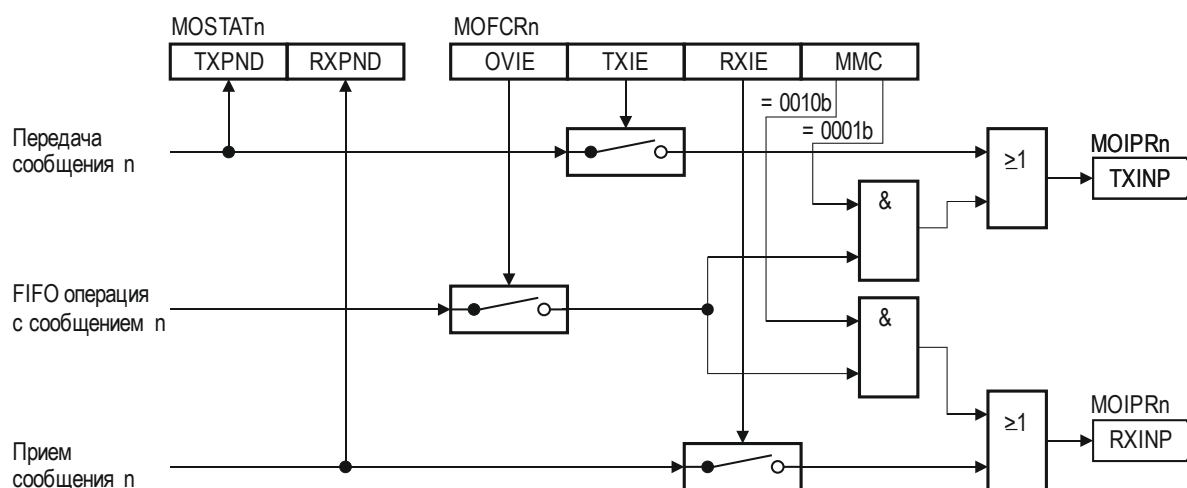 MOSTATn
MOFCRn
TXPND RXPND
OVIE TXIE RXIE MMC
= 0010b
= 0001b
Передача
сообщения n
≥1
MOIPRn
TXINP
&
FIFO операция
с сообщением n
&
≥1
MOIPRn
RXINP
Прием
сообщения n